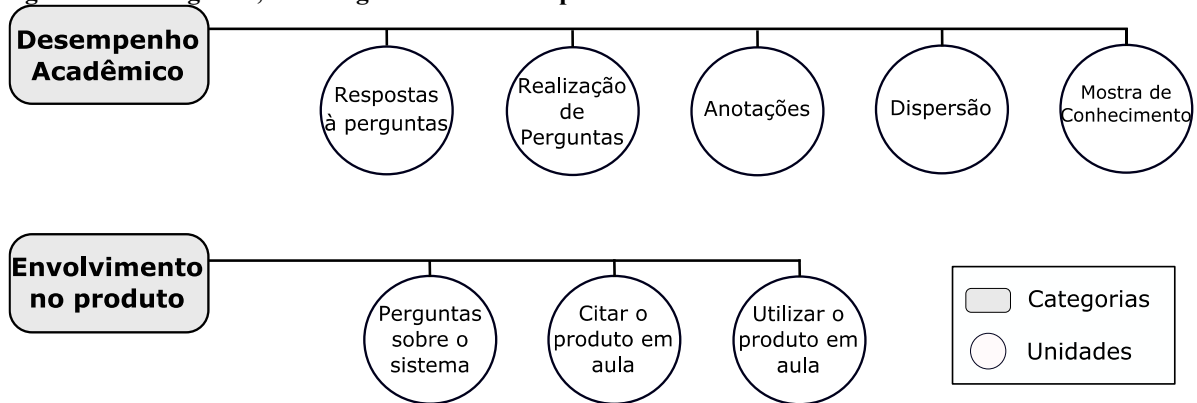 Desempenho
Acadêmico
Respostas
à perguntas
Realização
de
Perguntas
Anotações
Dispersão
Mostra de
Conhecimento
Envolvimento
no produto
Perguntas
sobre o
sistema
Citar o
produto em
aula
Utilizar o
produto em
aula
Categorias
Unidades